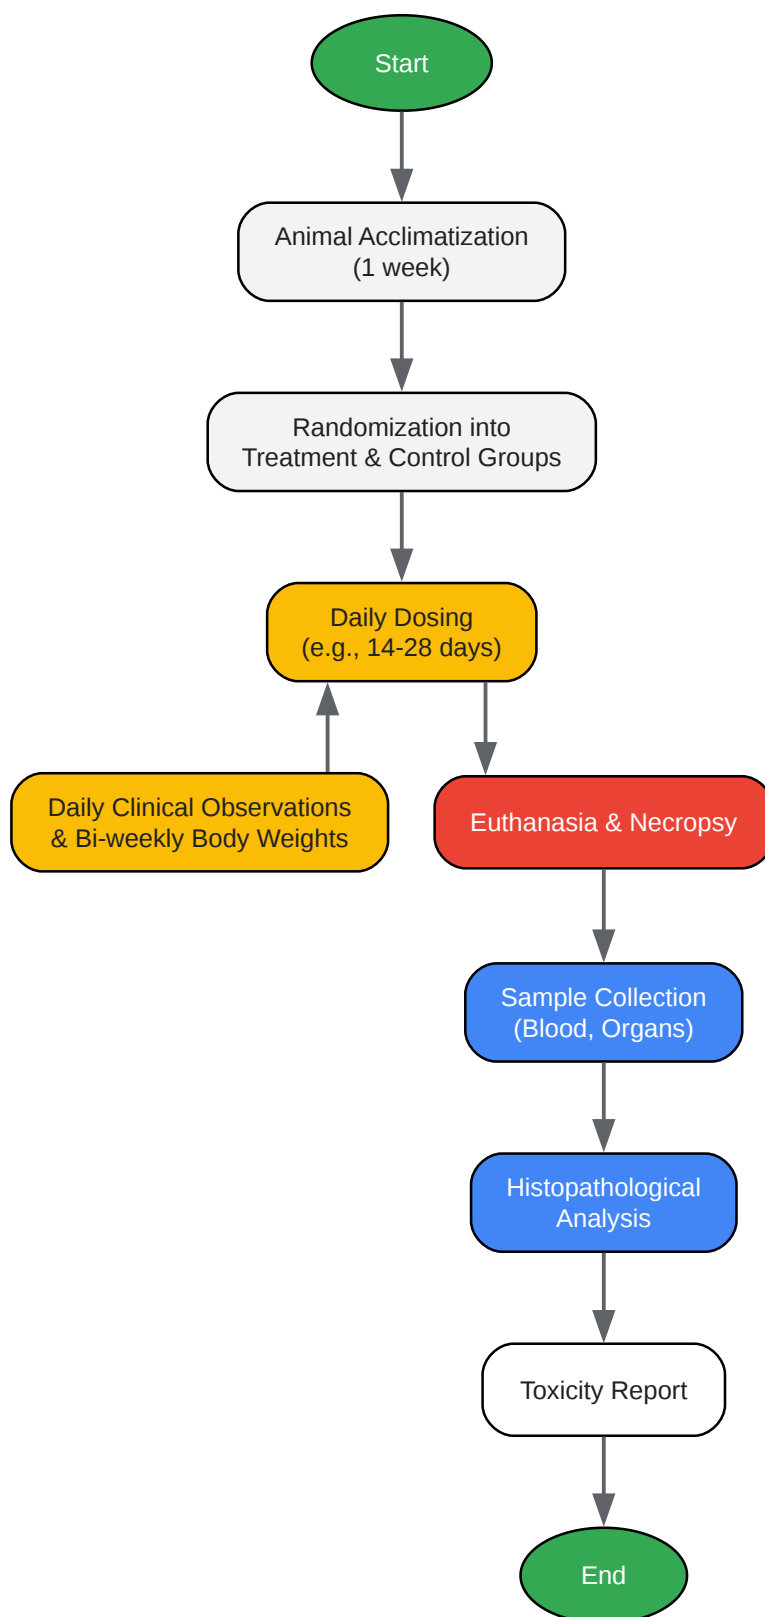 Start
Animal Acclimatization
(1 week)
Randomization into
Treatment & Control Groups
Daily Dosing
(e.g., 14-28 days)
Daily Clinical Observations
& Bi-weekly Body Weights
Euthanasia & Necropsy
Sample Collection
(Blood, Organs)
Histopathological
Analysis
Toxicity Report
End